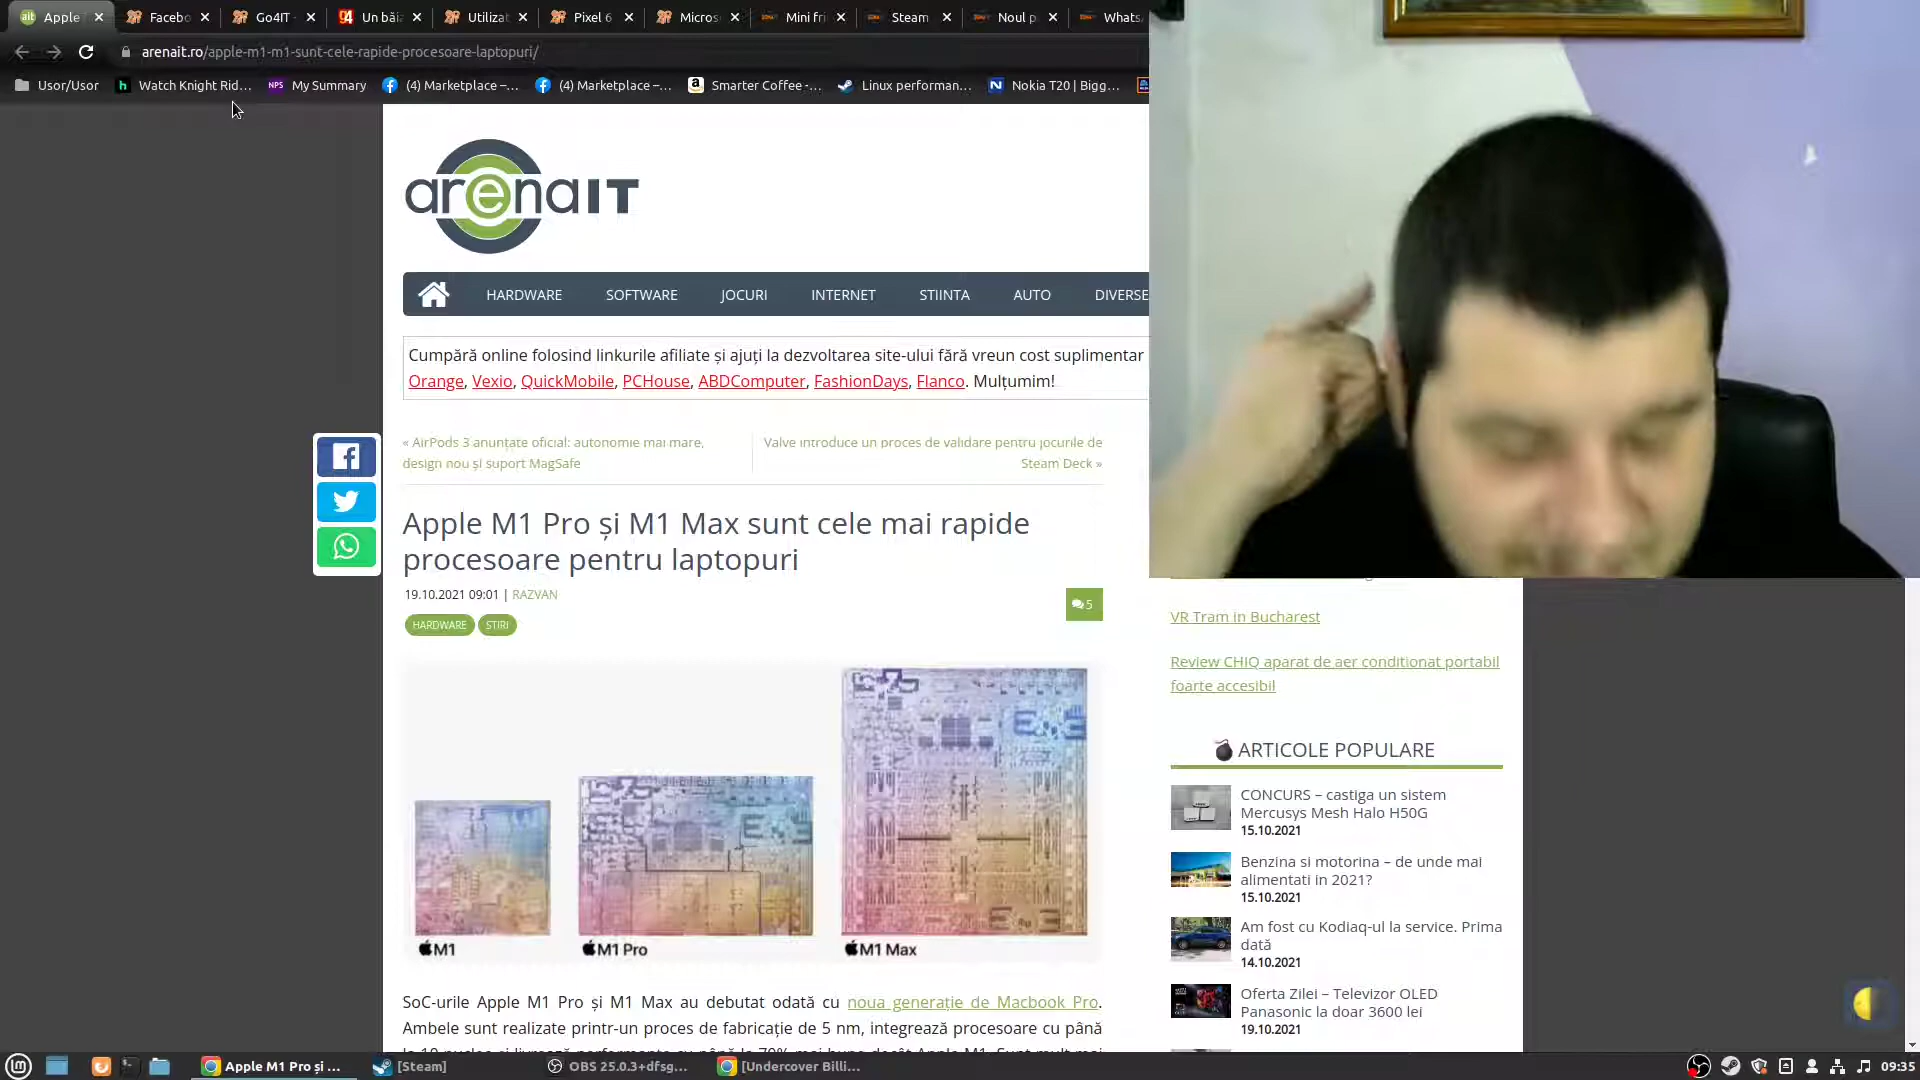 Apple
Facebo
Go4IT -
Un băi
Utilizat
Pixel 6
Micros
Mini fri
Steam
Noul p
Whats
arenait.ro/apple-m1-m1-sunt-cele-rapide-procesoare-laptopuri/
Usor/Usor
Watch Knight Rid...
My Summary
(4) Marketplace –...
(4) Marketplace –...
Smarter Coffee -...
Linux performan...
Nokia T20 | Bigg...
arenaIT
HARDWARE
SOFTWARE
JOCURI
INTERNET
STIINTA
AUTO
DIVERSE
Cumpără online folosind linkurile afiliate și ajuți la dezvoltarea site-ului fără vreun cost suplimentar
Orange, Vexio, QuickMobile, PCHouse, ABDComputer, FashionDays, Flanco. Mulțumim!
« AirPods 3 anunțate oficial: autonomie mai mare,
design nou și suport MagSafe
Valve introduce un proces de validare pentru jocurile de
Steam Deck »
Apple M1 Pro și M1 Max sunt cele mai rapide
procesoare pentru laptopuri
19.10.2021 09:01 | RAZVAN
5
HARDWARE
STIRI
M1
M1 Pro
M1 Max
SoC-urile Apple M1 Pro și M1 Max au debutat odată cu noua generație de Macbook Pro.
Ambele sunt realizate printr-un proces de fabricație de 5 nm, integrează procesoare cu până
VR Tram in Bucharest
Review CHIQ aparat de aer conditionat portabil
foarte accesibil
ARTICOLE POPULARE
CONCURS – castiga un sistem
Mercusys Mesh Halo H50G
15.10.2021
Benzina si motorina – de unde mai
alimentati in 2021?
15.10.2021
Am fost cu Kodiaq-ul la service. Prima
dată
14.10.2021
Oferta Zilei – Televizor OLED
Panasonic la doar 3600 lei
19.10.2021
Apple M1 Pro și ...
[Steam]
OBS 25.0.3+dfsg...
[Undercover Billi...
09:35